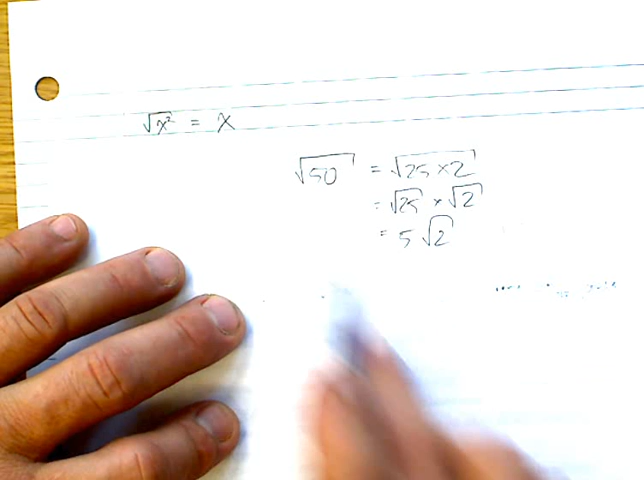 √x² = x
√50 = √25 × 2
= √25 × √2
= 5 √2